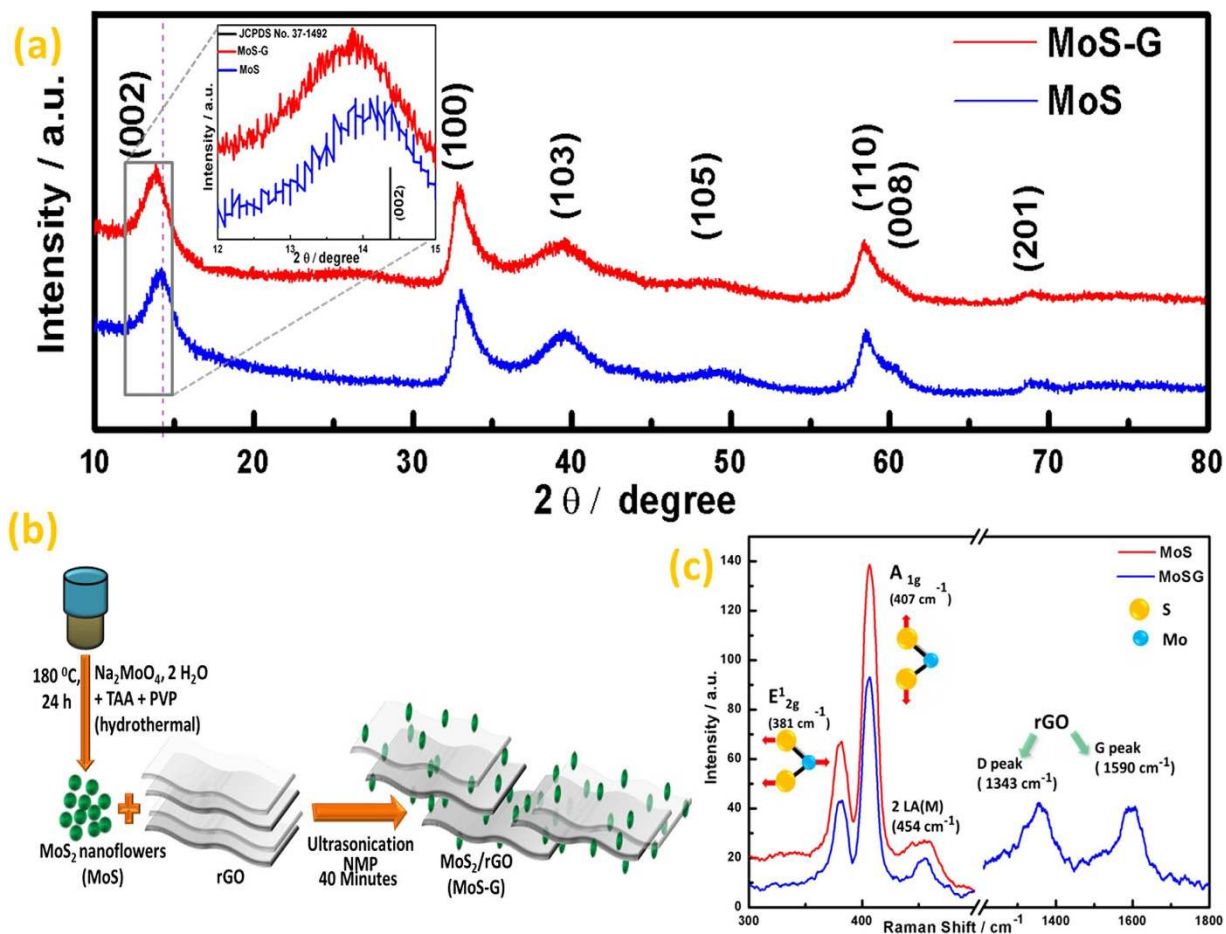 (a)
Intensity / a.u.
(002)
JCPDS No. 37-1492
MoS-G
MoS
Intensity / a.u.
(002)
12 13 14 15
2 θ / degree
(100)
(103)
(105)
(110)
(008)
(201)
MoS-G
MoS
10 20 30 40 50 60 70 80
2 θ / degree
(b)
180 ⁰C,
24 h
Na₂MoO₄, 2 H₂O
+ TAA + PVP
(hydrothermal)
MoS₂ nanoflowers
(MoS)
rGO
Ultrasonication
NMP
40 Minutes
MoS₂/rGO
(MoS-G)
(c)
Intensity / a.u.
140
120
100
80
60
40
20
0
E¹₂g
(381 cm⁻¹)
A ₁g
(407 cm⁻¹)
2 LA(M)
(454 cm⁻¹)
MoS
MoSG
S
Mo
rGO
D peak
( 1343 cm⁻¹)
G peak
( 1590 cm⁻¹)
300 400 1400 1600 1800
Raman Shift / cm⁻¹